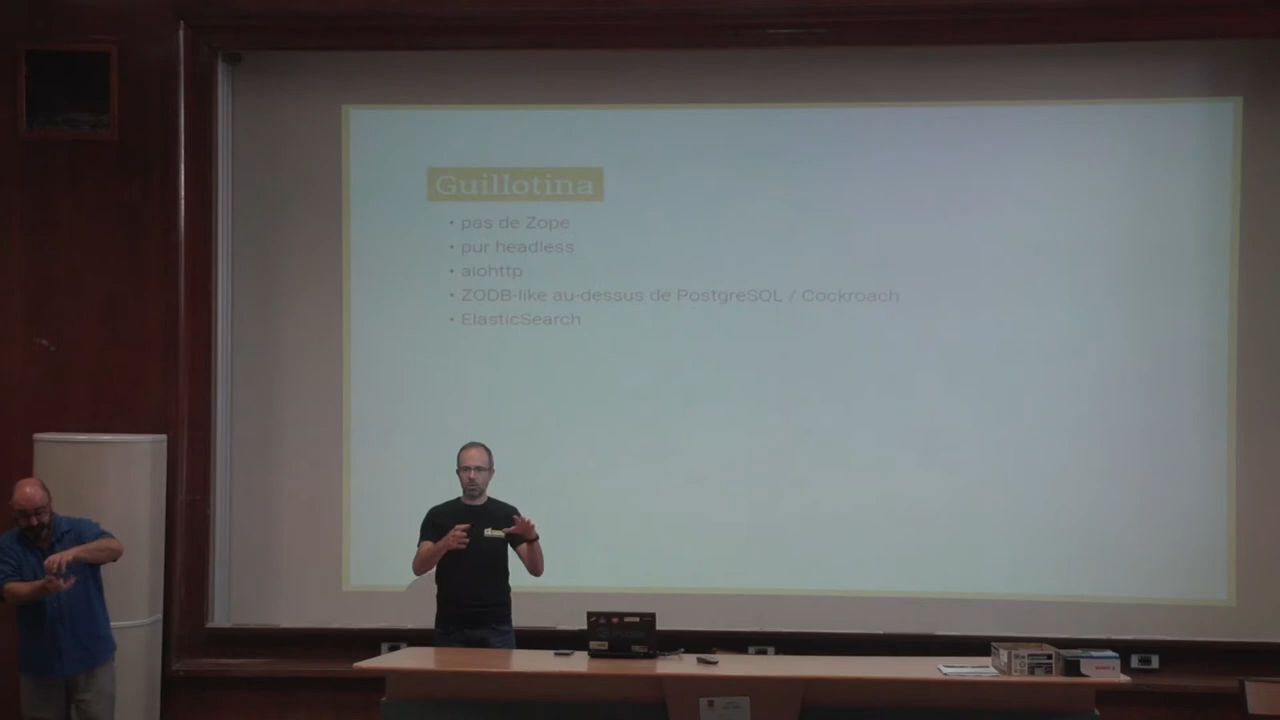 Guillotina
• pas de Zope
• pur headless
• aiohttp
• ZODB-like au-dessus de PostgreSQL / Cockroach
• ElasticSearch